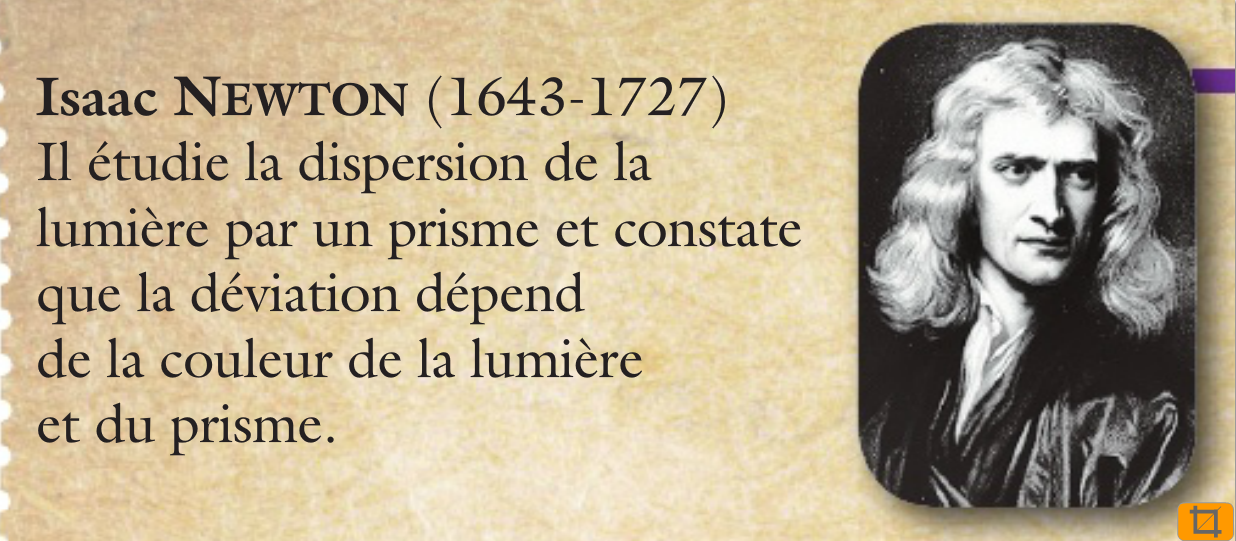 Isaac NEWTON (1643-1727)
Il étudie la dispersion de la
lumière par un prisme et constate
que la déviation dépend
de la couleur de la lumière
et du prisme.